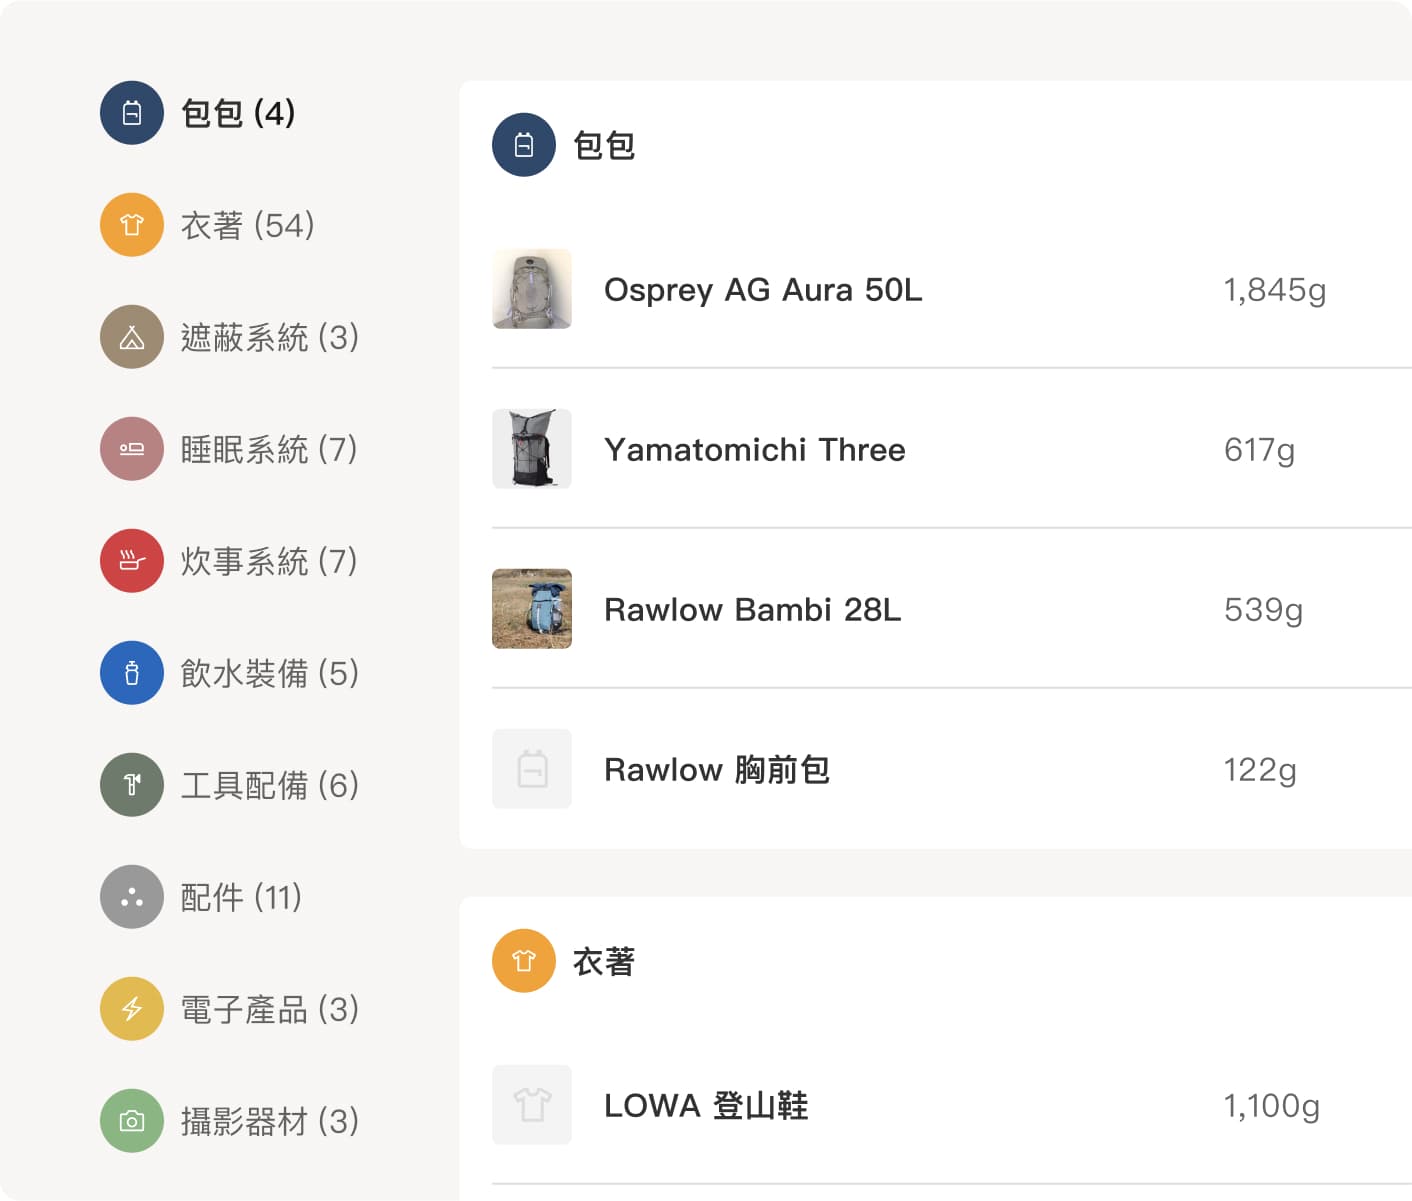 包包 (4)
衣著 (54)
遮蔽系統 (3)
睡眠系統 (7)
炊事系統 (7)
飲水裝備 (5)
工具配備 (6)
配件 (11)
電子產品 (3)
攝影器材 (3)
包包
Osprey AG Aura 50L 1,845g
Yamatomichi Three 617g
Rawlow Bambi 28L 539g
Rawlow 胸前包 122g
衣著
LOWA 登山鞋 1,100g